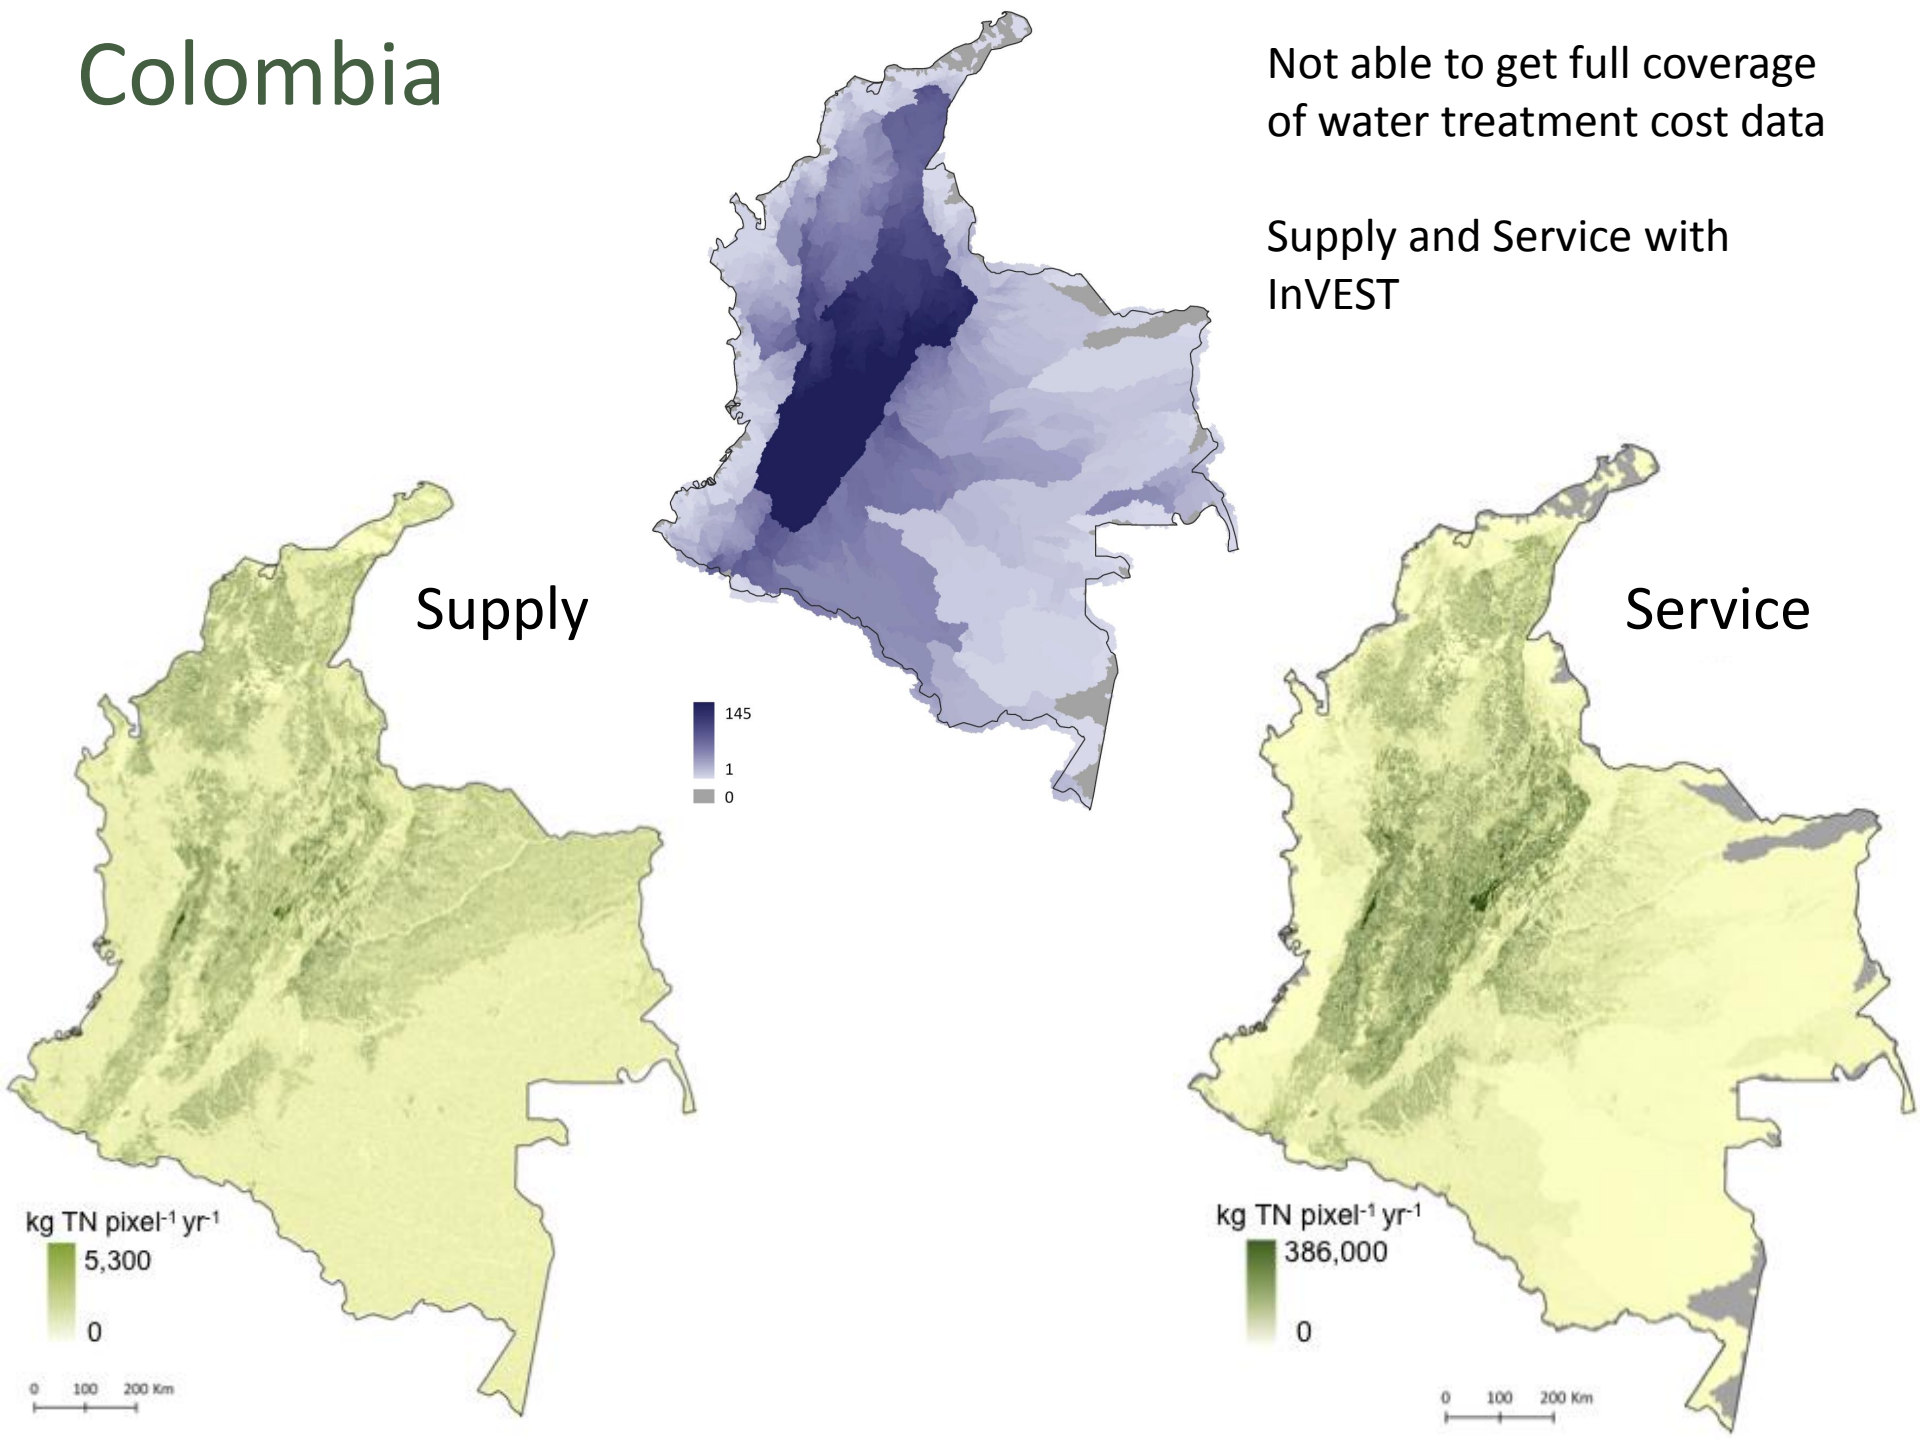 Colombia
Not able to get full coverage
of water treatment cost data
Supply and Service with
InVEST
Supply
Service
145
1
0
kg TN pixel⁻¹ yr⁻¹
5,300
0
0 100 200 Km
kg TN pixel⁻¹ yr⁻¹
386,000
0
0 100 200 Km